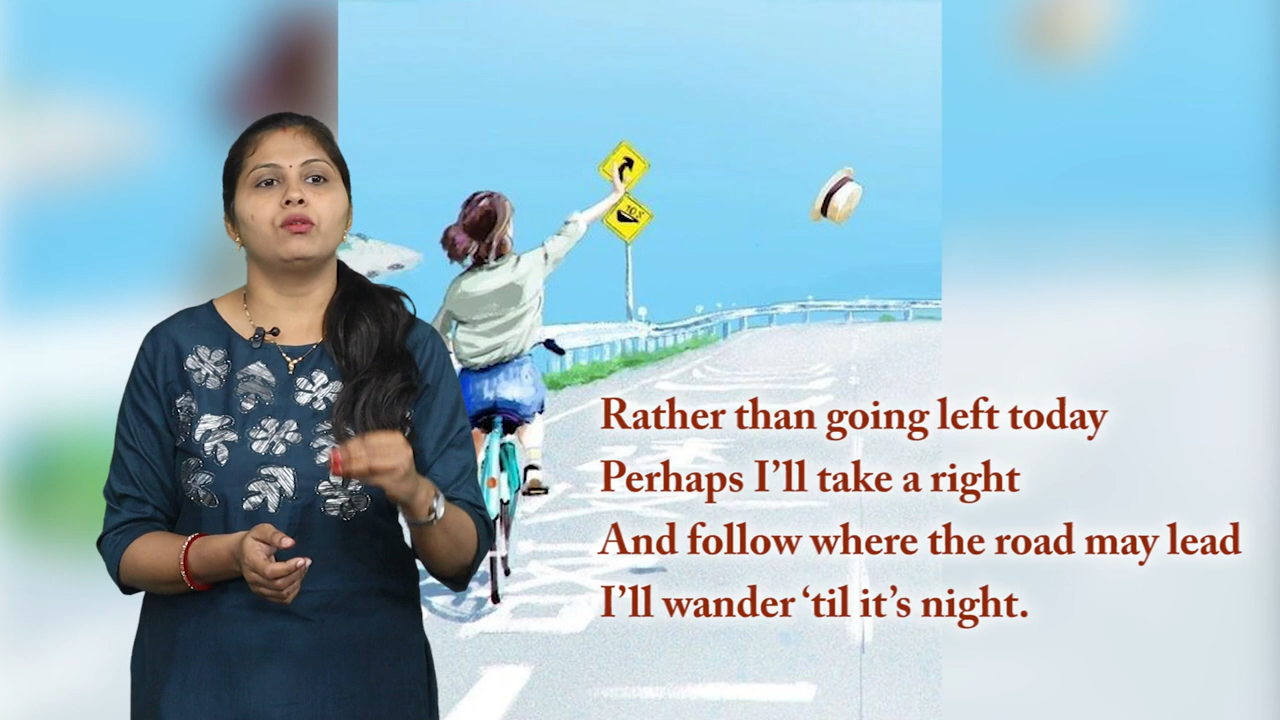 10%
Rather than going left today
Perhaps I’ll take a right
And follow where the road may lead
I’ll wander ‘til it’s night.